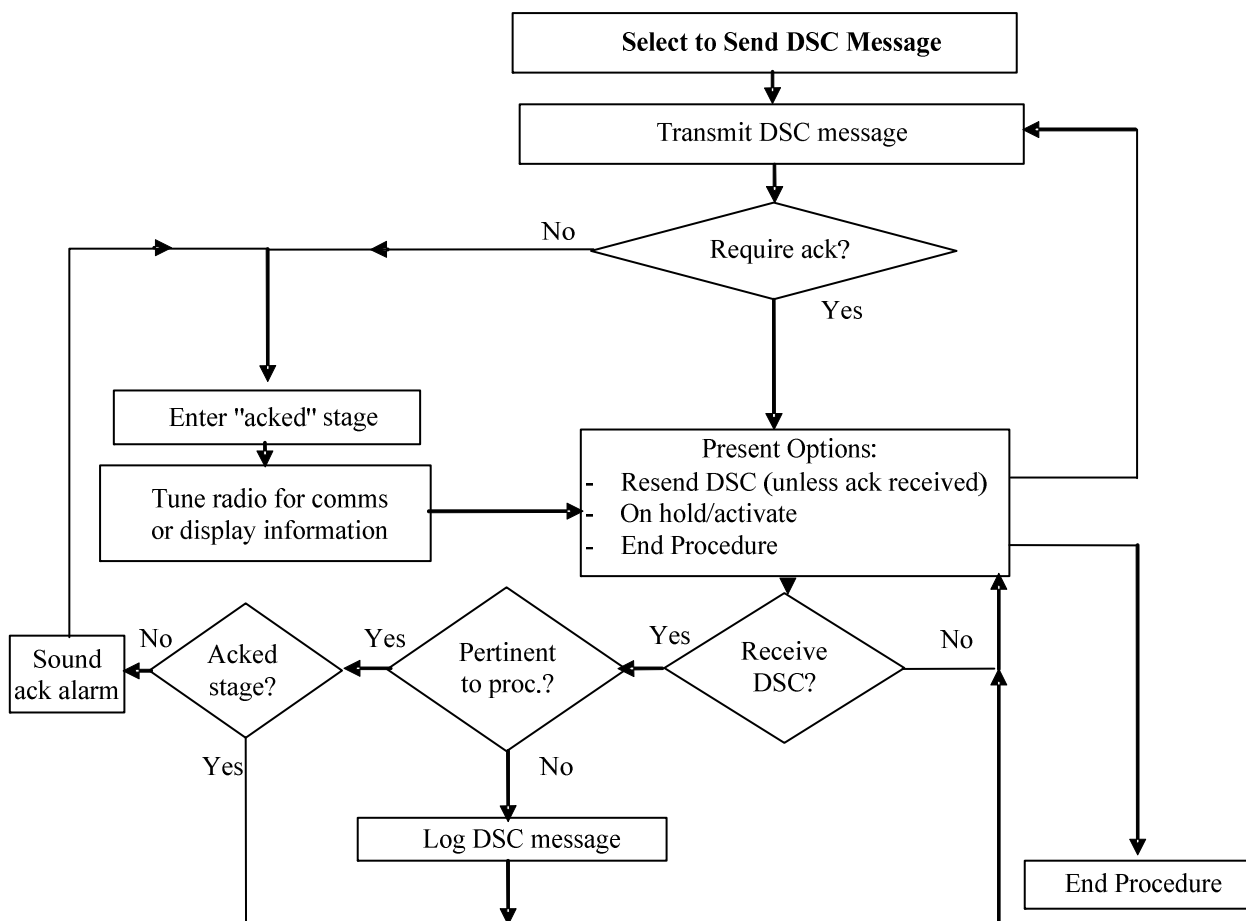 Select to Send DSC Message
Transmit DSC message
No
Require ack?
Yes
Enter "acked" stage
Tune radio for comms
or display information
Present Options:
- Resend DSC (unless ack received)
- On hold/activate
- End Procedure
No
Acked
stage?
Yes
Pertinent
to proc.?
Yes
Receive
DSC?
No
Sound
ack alarm
Yes
No
Log DSC message
End Procedure